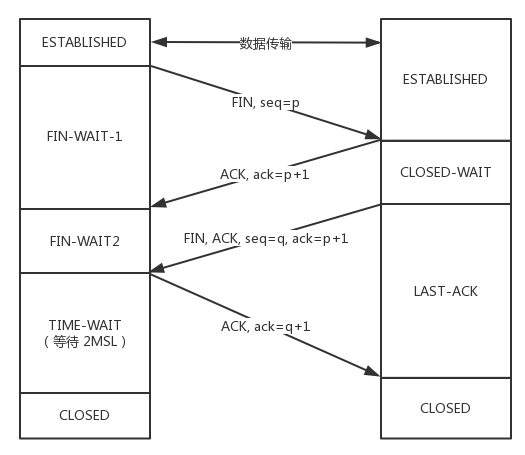 ESTABLISHED
数据传输
ESTABLISHED
FIN, seq=p
FIN-WAIT-1
ACK, ack=p+1
CLOSED-WAIT
FIN-WAIT2
FIN, ACK, seq=q, ack=p+1
LAST-ACK
TIME-WAIT
（等待 2MSL）
ACK, ack=q+1
CLOSED
CLOSED